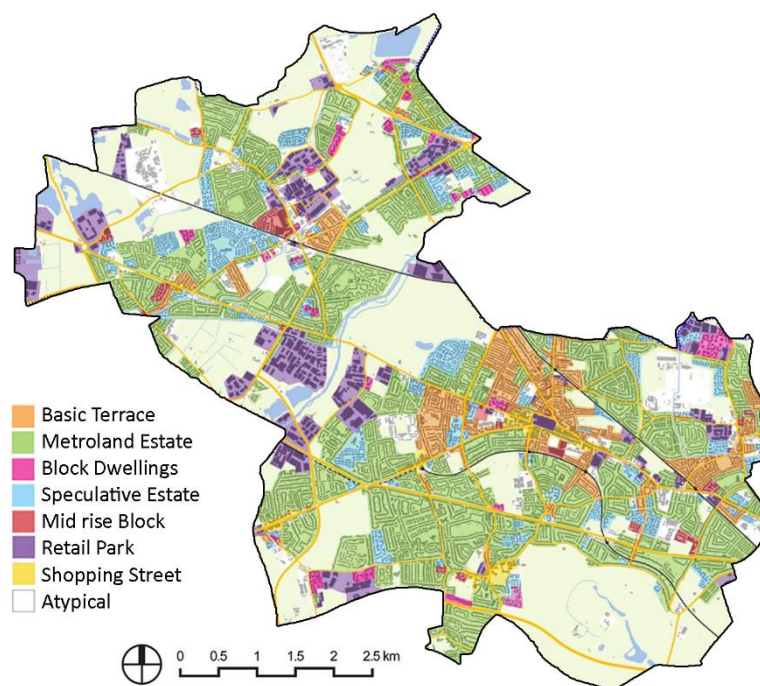 Basic Terrace
Metroland Estate
Block Dwellings
Speculative Estate
Mid rise Block
Retail Park
Shopping Street
Atypical
0 0.5 1 1.5 2 2.5 km